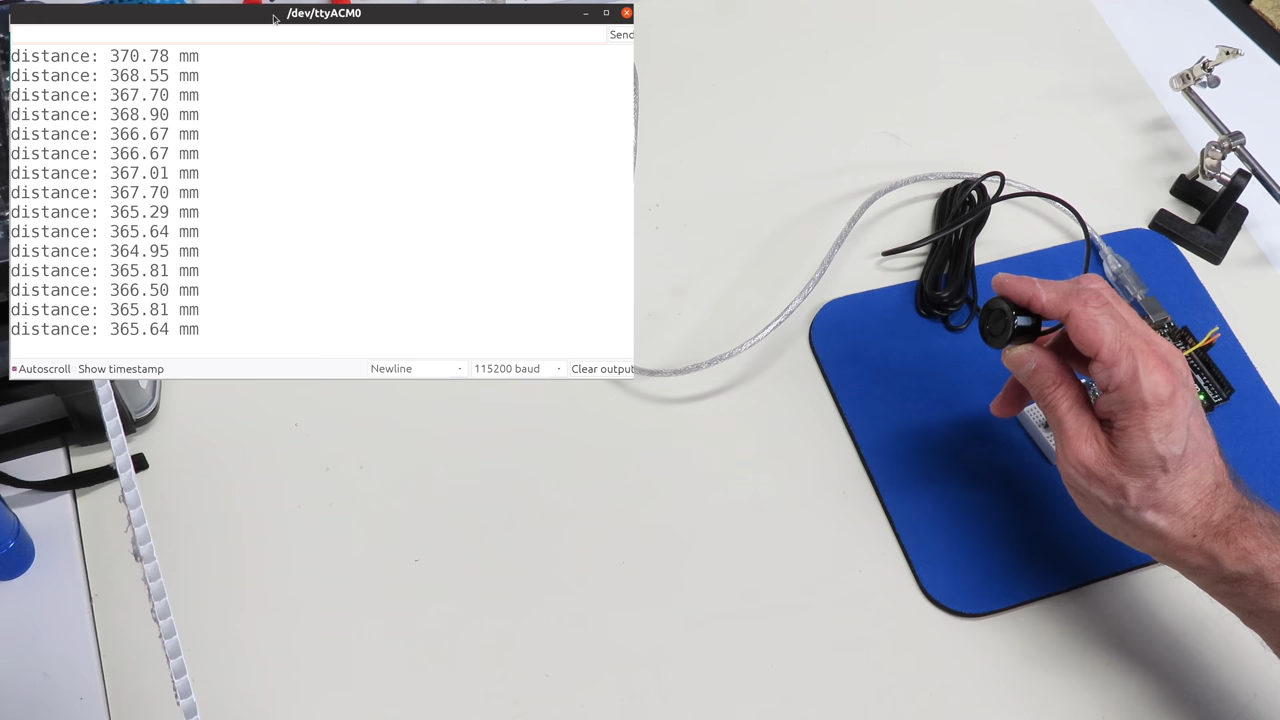 /dev/ttyACM0
Send
distance: 370.78 mm
distance: 368.55 mm
distance: 367.70 mm
distance: 368.90 mm
distance: 366.67 mm
distance: 366.67 mm
distance: 367.01 mm
distance: 367.70 mm
distance: 365.29 mm
distance: 365.64 mm
distance: 364.95 mm
distance: 365.81 mm
distance: 366.50 mm
distance: 365.81 mm
distance: 365.64 mm
Autoscroll Show timestamp Newline 115200 baud Clear output